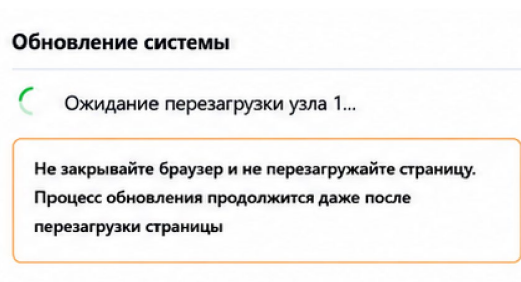 Обновление системы
Ожидание перезагрузки узла 1...
Не закрывайте браузер и не перезагружайте страницу.
Процесс обновления продолжится даже после
перезагрузки страницы